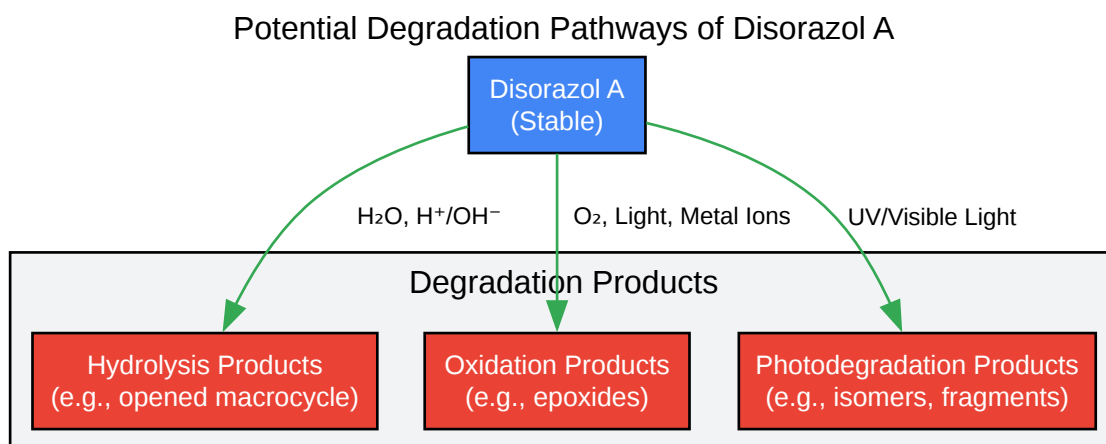 Potential Degradation Pathways of Disorazol A
Disorazol A
(Stable)
H₂O, H⁺/OH⁻
O₂, Light, Metal Ions
UV/Visible Light
Degradation Products
Hydrolysis Products
(e.g., opened macrocycle)
Oxidation Products
(e.g., epoxides)
Photodegradation Products
(e.g., isomers, fragments)